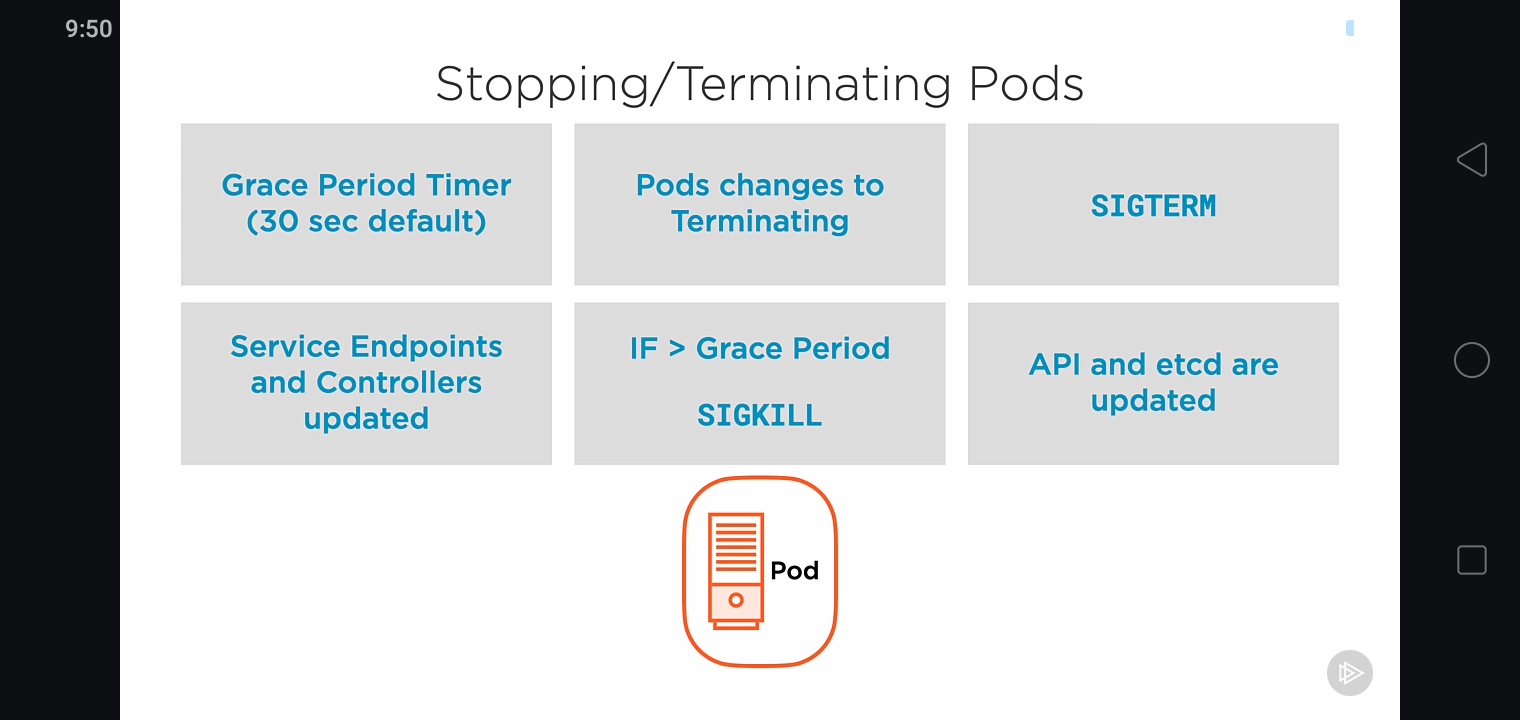 9:50
Stopping/Terminating Pods
Grace Period Timer
(30 sec default)
Pods changes to
Terminating
SIGTERM
Service Endpoints
and Controllers
updated
IF > Grace Period
SIGKILL
API and etcd are
updated
Pod